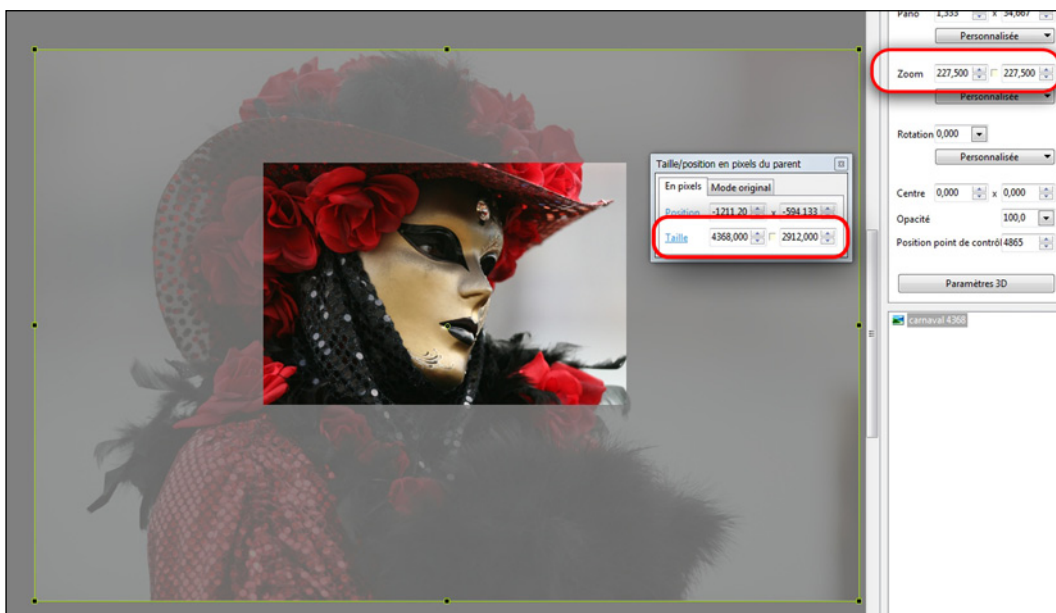 Pano 1,333 x 34,667
Personnalisée
Zoom 227,500 227,500
Personnalisée
Rotation 0,000
Personnalisée
Centre 0,000 x 0,000
Opacité 100,0
Position point de contrôl 4865
Paramètres 3D
carnaval 4368
Taille/position en pixels du parent
En pixels Mode original
Position -1211,20 x -594,133
Taille 4368,000 2912,000